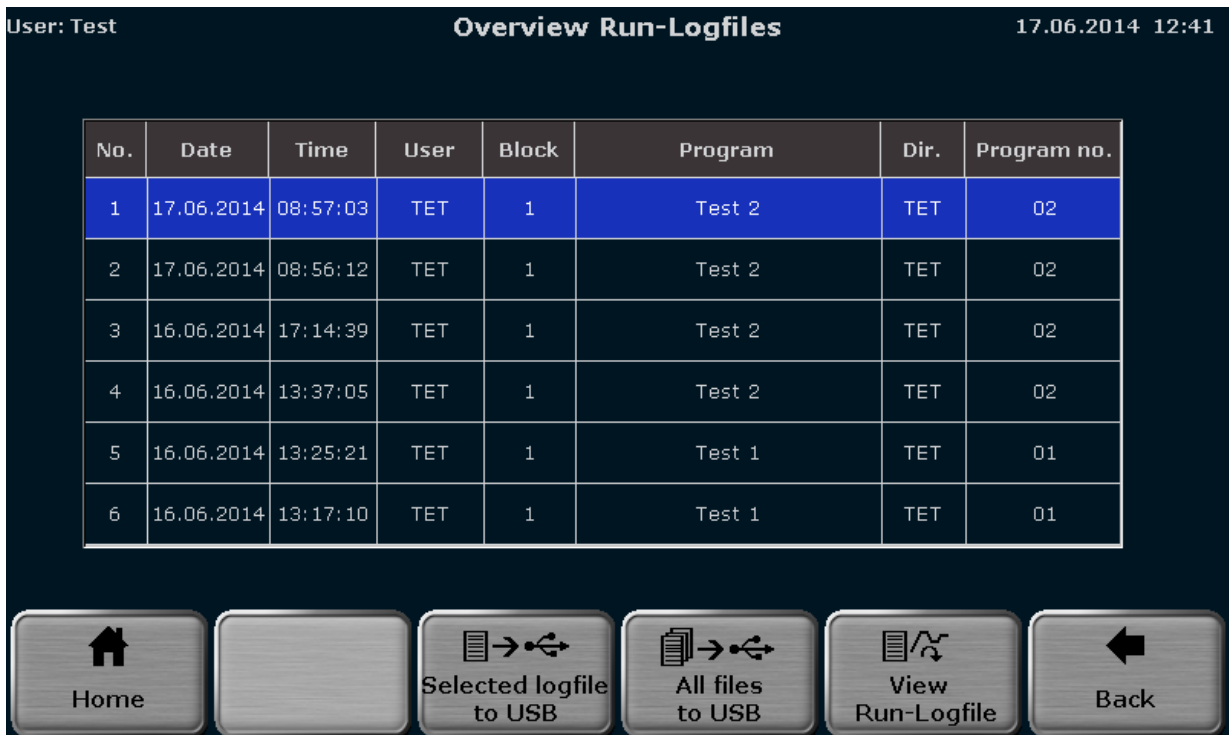 User: Test Overview Run-Logfiles 17.06.2014 12:41
No. Date Time User Block Program Dir. Program no.
1 17.06.2014 08:57:03 TET 1 Test 2 TET 02
2 17.06.2014 08:56:12 TET 1 Test 2 TET 02
3 16.06.2014 17:14:39 TET 1 Test 2 TET 02
4 16.06.2014 13:37:05 TET 1 Test 2 TET 02
5 16.06.2014 13:25:21 TET 1 Test 1 TET 01
6 16.06.2014 13:17:10 TET 1 Test 1 TET 01
Home
Selected logfile
to USB
All files
to USB
View
Run-Logfile
Back